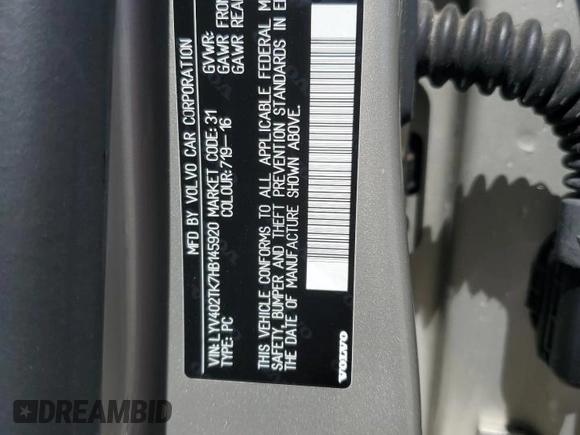 MFD BY VOLVO CAR CORPORATION
GVWR:
GAWR FRON
GAWR REA
VIN: LYV402TK7HB145920 MARKET CODE: 31
TYPE: PC COLOUR: 719-16
THIS VEHICLE CONFORMS TO ALL APPLICABLE FEDERAL M
SAFETY, BUMPER AND THEFT PREVENTION STANDARDS IN E
THE DATE OF MANUFACTURE SHOWN ABOVE.
VOLVO
DREAMBID